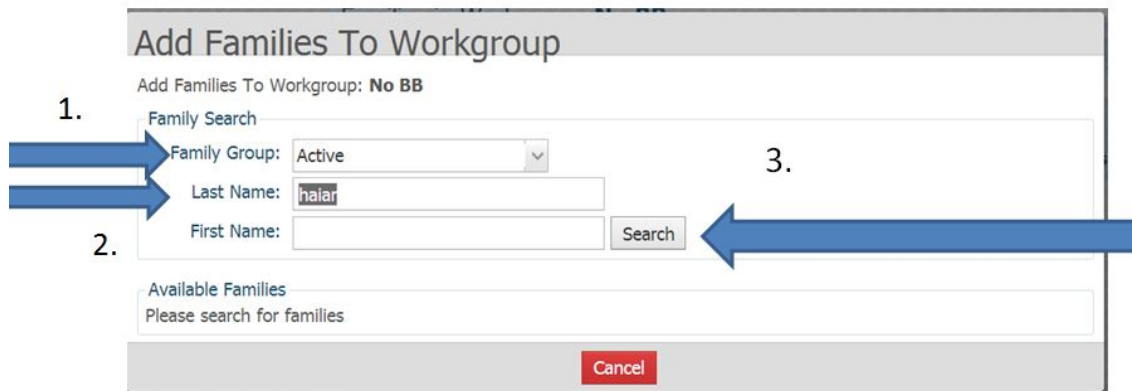 Add Families To Workgroup
Add Families To Workgroup: No BB
1.
Family Search
Family Group: Active
3.
Last Name: haiar
First Name: Search
2.
Available Families
Please search for families
Cancel